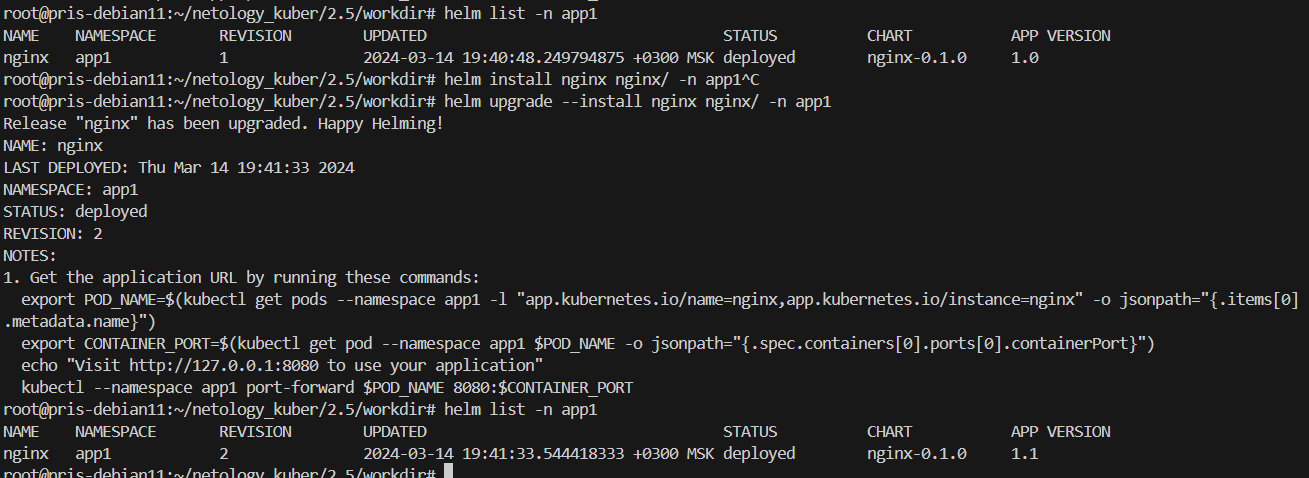 root@pris-debian11:~/netology_kuber/2.5/workdir# helm list -n app1
NAME    NAMESPACE       REVISION        UPDATED                                 STATUS          CHART           APP VERSION
nginx   app1            1               2024-03-14 19:40:48.249794875 +0300 MSK deployed        nginx-0.1.0     1.0
root@pris-debian11:~/netology_kuber/2.5/workdir# helm install nginx nginx/ -n app1^C
root@pris-debian11:~/netology_kuber/2.5/workdir# helm upgrade --install nginx nginx/ -n app1
Release "nginx" has been upgraded. Happy Helming!
NAME: nginx
LAST DEPLOYED: Thu Mar 14 19:41:33 2024
NAMESPACE: app1
STATUS: deployed
REVISION: 2
NOTES:
1. Get the application URL by running these commands:
  export POD_NAME=$(kubectl get pods --namespace app1 -l "app.kubernetes.io/name=nginx,app.kubernetes.io/instance=nginx" -o jsonpath="{.items[0]
.metadata.name}")
  export CONTAINER_PORT=$(kubectl get pod --namespace app1 $POD_NAME -o jsonpath="{.spec.containers[0].ports[0].containerPort}")
  echo "Visit http://127.0.0.1:8080 to use your application"
  kubectl --namespace app1 port-forward $POD_NAME 8080:$CONTAINER_PORT
root@pris-debian11:~/netology_kuber/2.5/workdir# helm list -n app1
NAME    NAMESPACE       REVISION        UPDATED                                 STATUS          CHART           APP VERSION
nginx   app1            2               2024-03-14 19:41:33.544418333 +0300 MSK deployed        nginx-0.1.0     1.1
root@pris-debian11:~/netology_kuber/2.5/workdir#